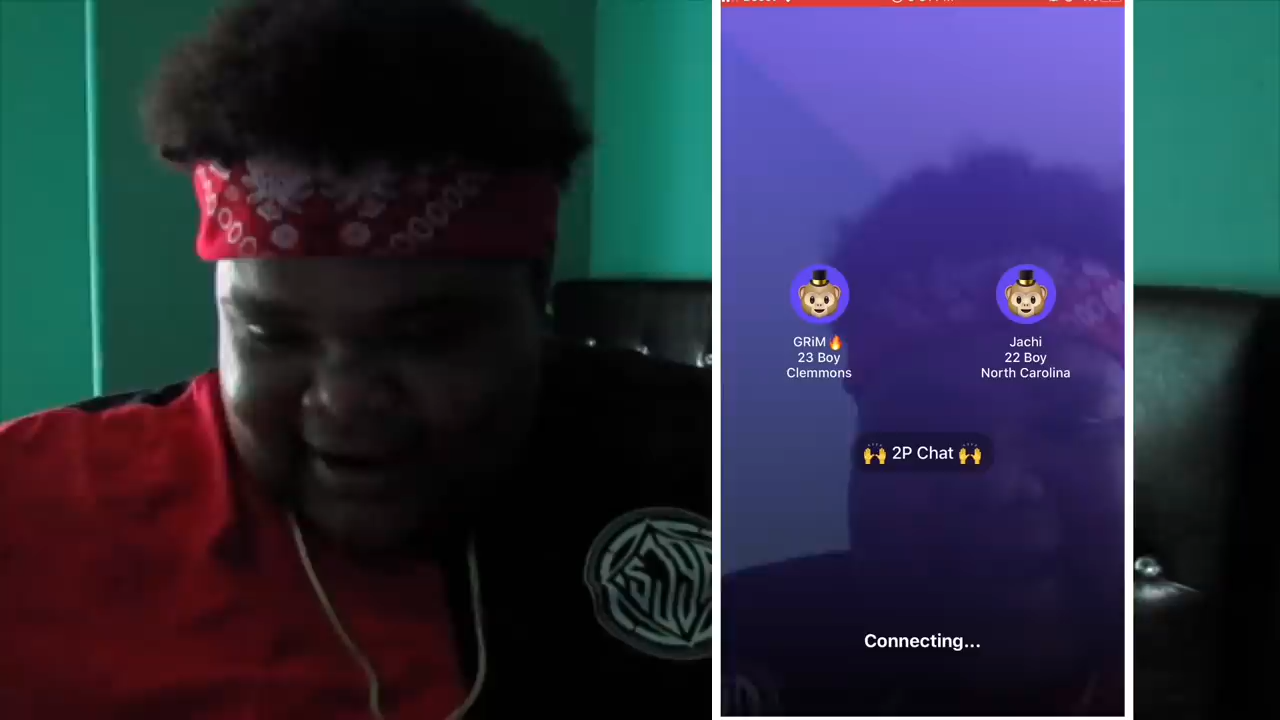 GRiM🔥
23 Boy
Clemmons
Jachi
22 Boy
North Carolina
🙌 2P Chat 🙌
Connecting...